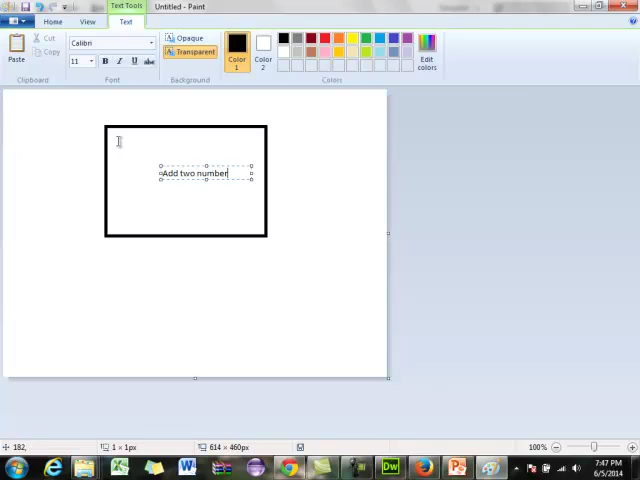 Text Tools
Untitled - Paint
Home
View
Text
Paste
Cut
Copy
Clipboard
Calibri
11
B I U abc
Font
Opaque
Transparent
Background
Color 1
Color 2
Colors
Edit colors
Add two number
182,
1 × 1px
614 × 460px
100%
Dw
7:47 PM
6/5/2014